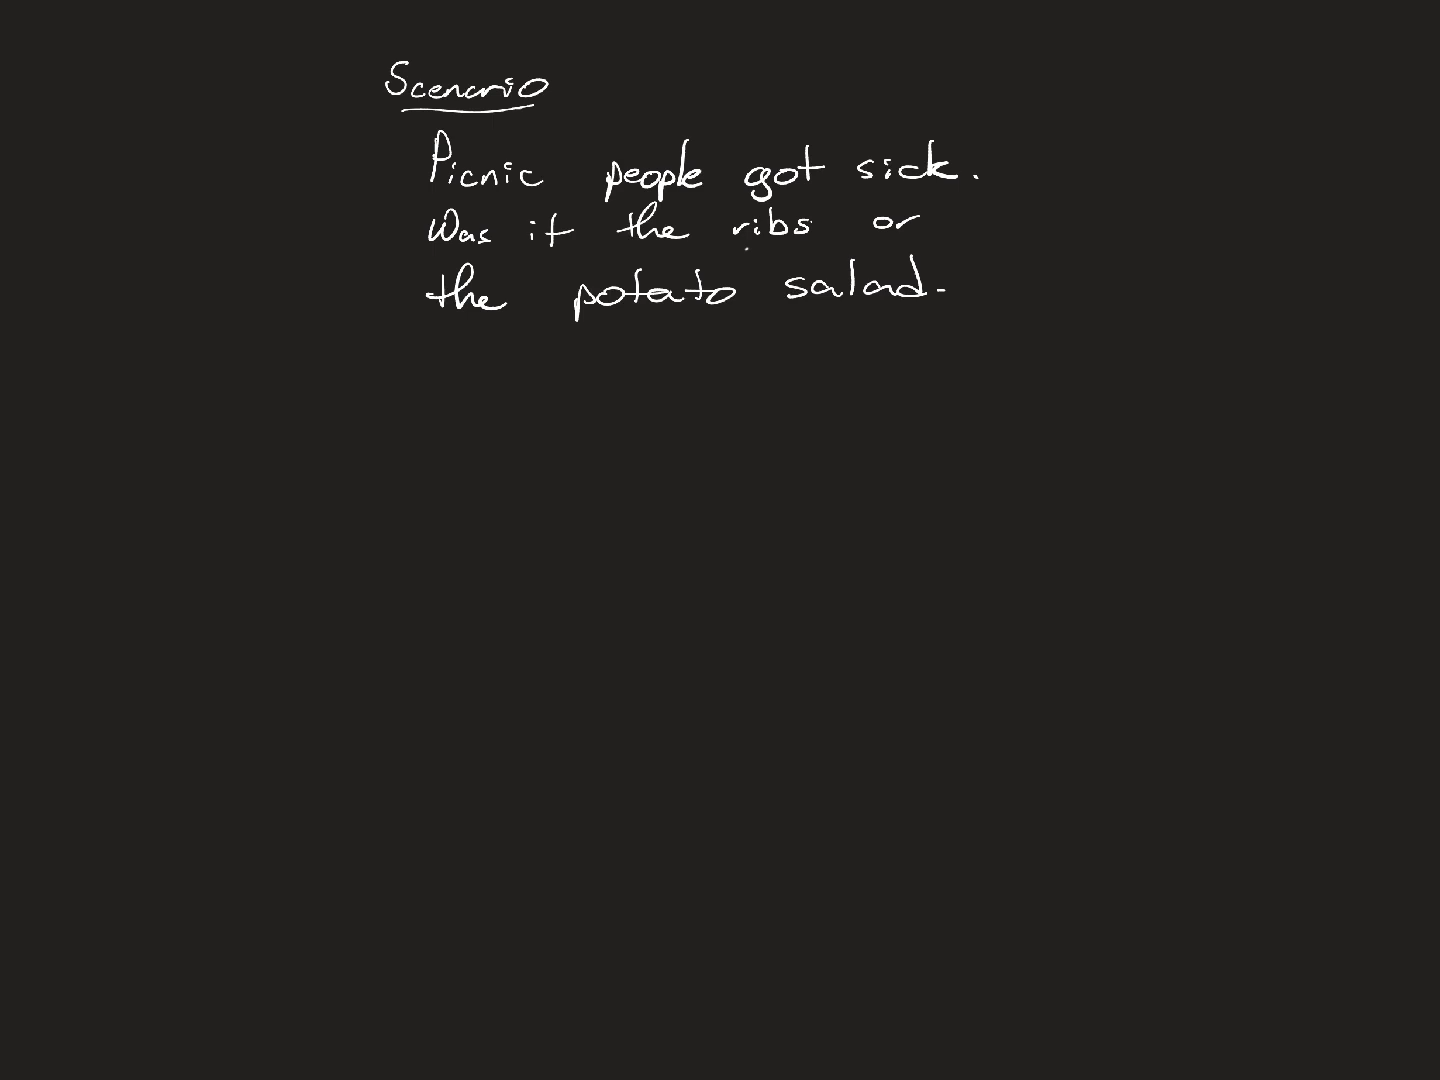 Scenario
Picnic people got sick.
Was it the ribs or
the potato salad.